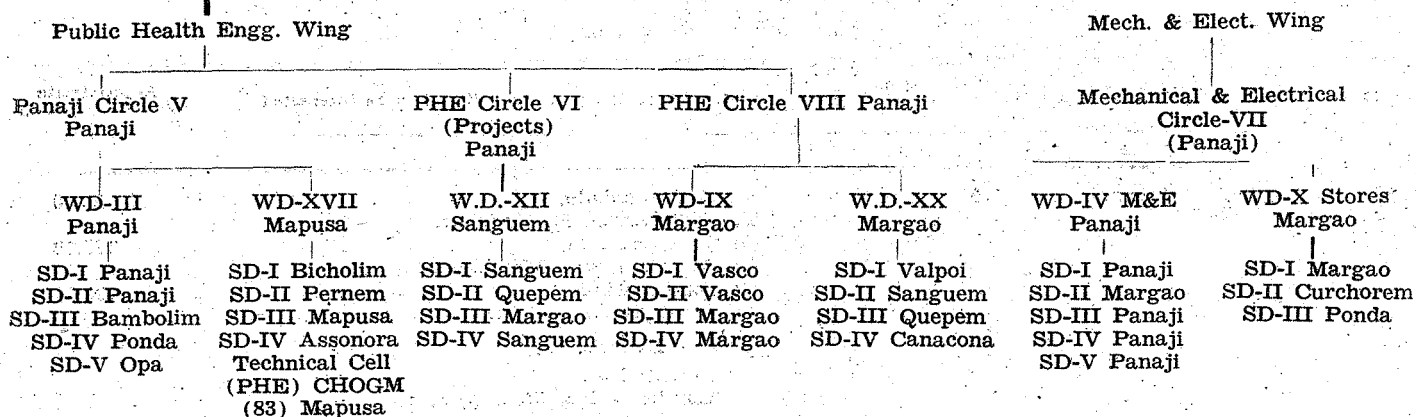 Public Health Engg. Wing
Mech. & Elect. Wing
Panaji Circle V
Panaji
PHE Circle VI
(Projects)
Panaji
PHE Circle VIII Panaji
Mechanical & Electrical
Circle-VII
(Panaji)
WD-III
Panaji
WD-XVII
Mapusa
W.D.-XII
Sanguem
WD-IX
Margao
W.D.-XX
Margao
WD-IV M&E
Panaji
WD-X Stores
Margao
SD-I Panaji
SD-II Panaji
SD-III Bambolim
SD-IV Ponda
SD-V Opa
SD-I Bicholim
SD-II Pernem
SD-III Mapusa
SD-IV Assonora
Technical Cell
(PHE) CHOGM
(83) Mapusa
SD-I Sanguem
SD-II Quepem
SD-III Margao
SD-IV Sanguem
SD-I Vasco
SD-II Vasco
SD-III Margao
SD-IV Margao
SD-I Valpoi
SD-II Sanguem
SD-III Quepem
SD-IV Canacona
SD-I Panaji
SD-II Margao
SD-III Panaji
SD-IV Panaji
SD-V Panaji
SD-I Margao
SD-II Curchorem
SD-III Ponda